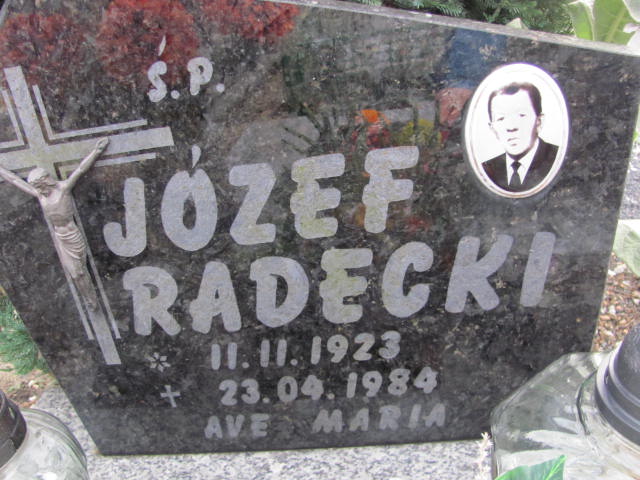 Ś.P.
JÓZEF
RADECKI
11.11.1923
23.04.1984
AVE MARIA